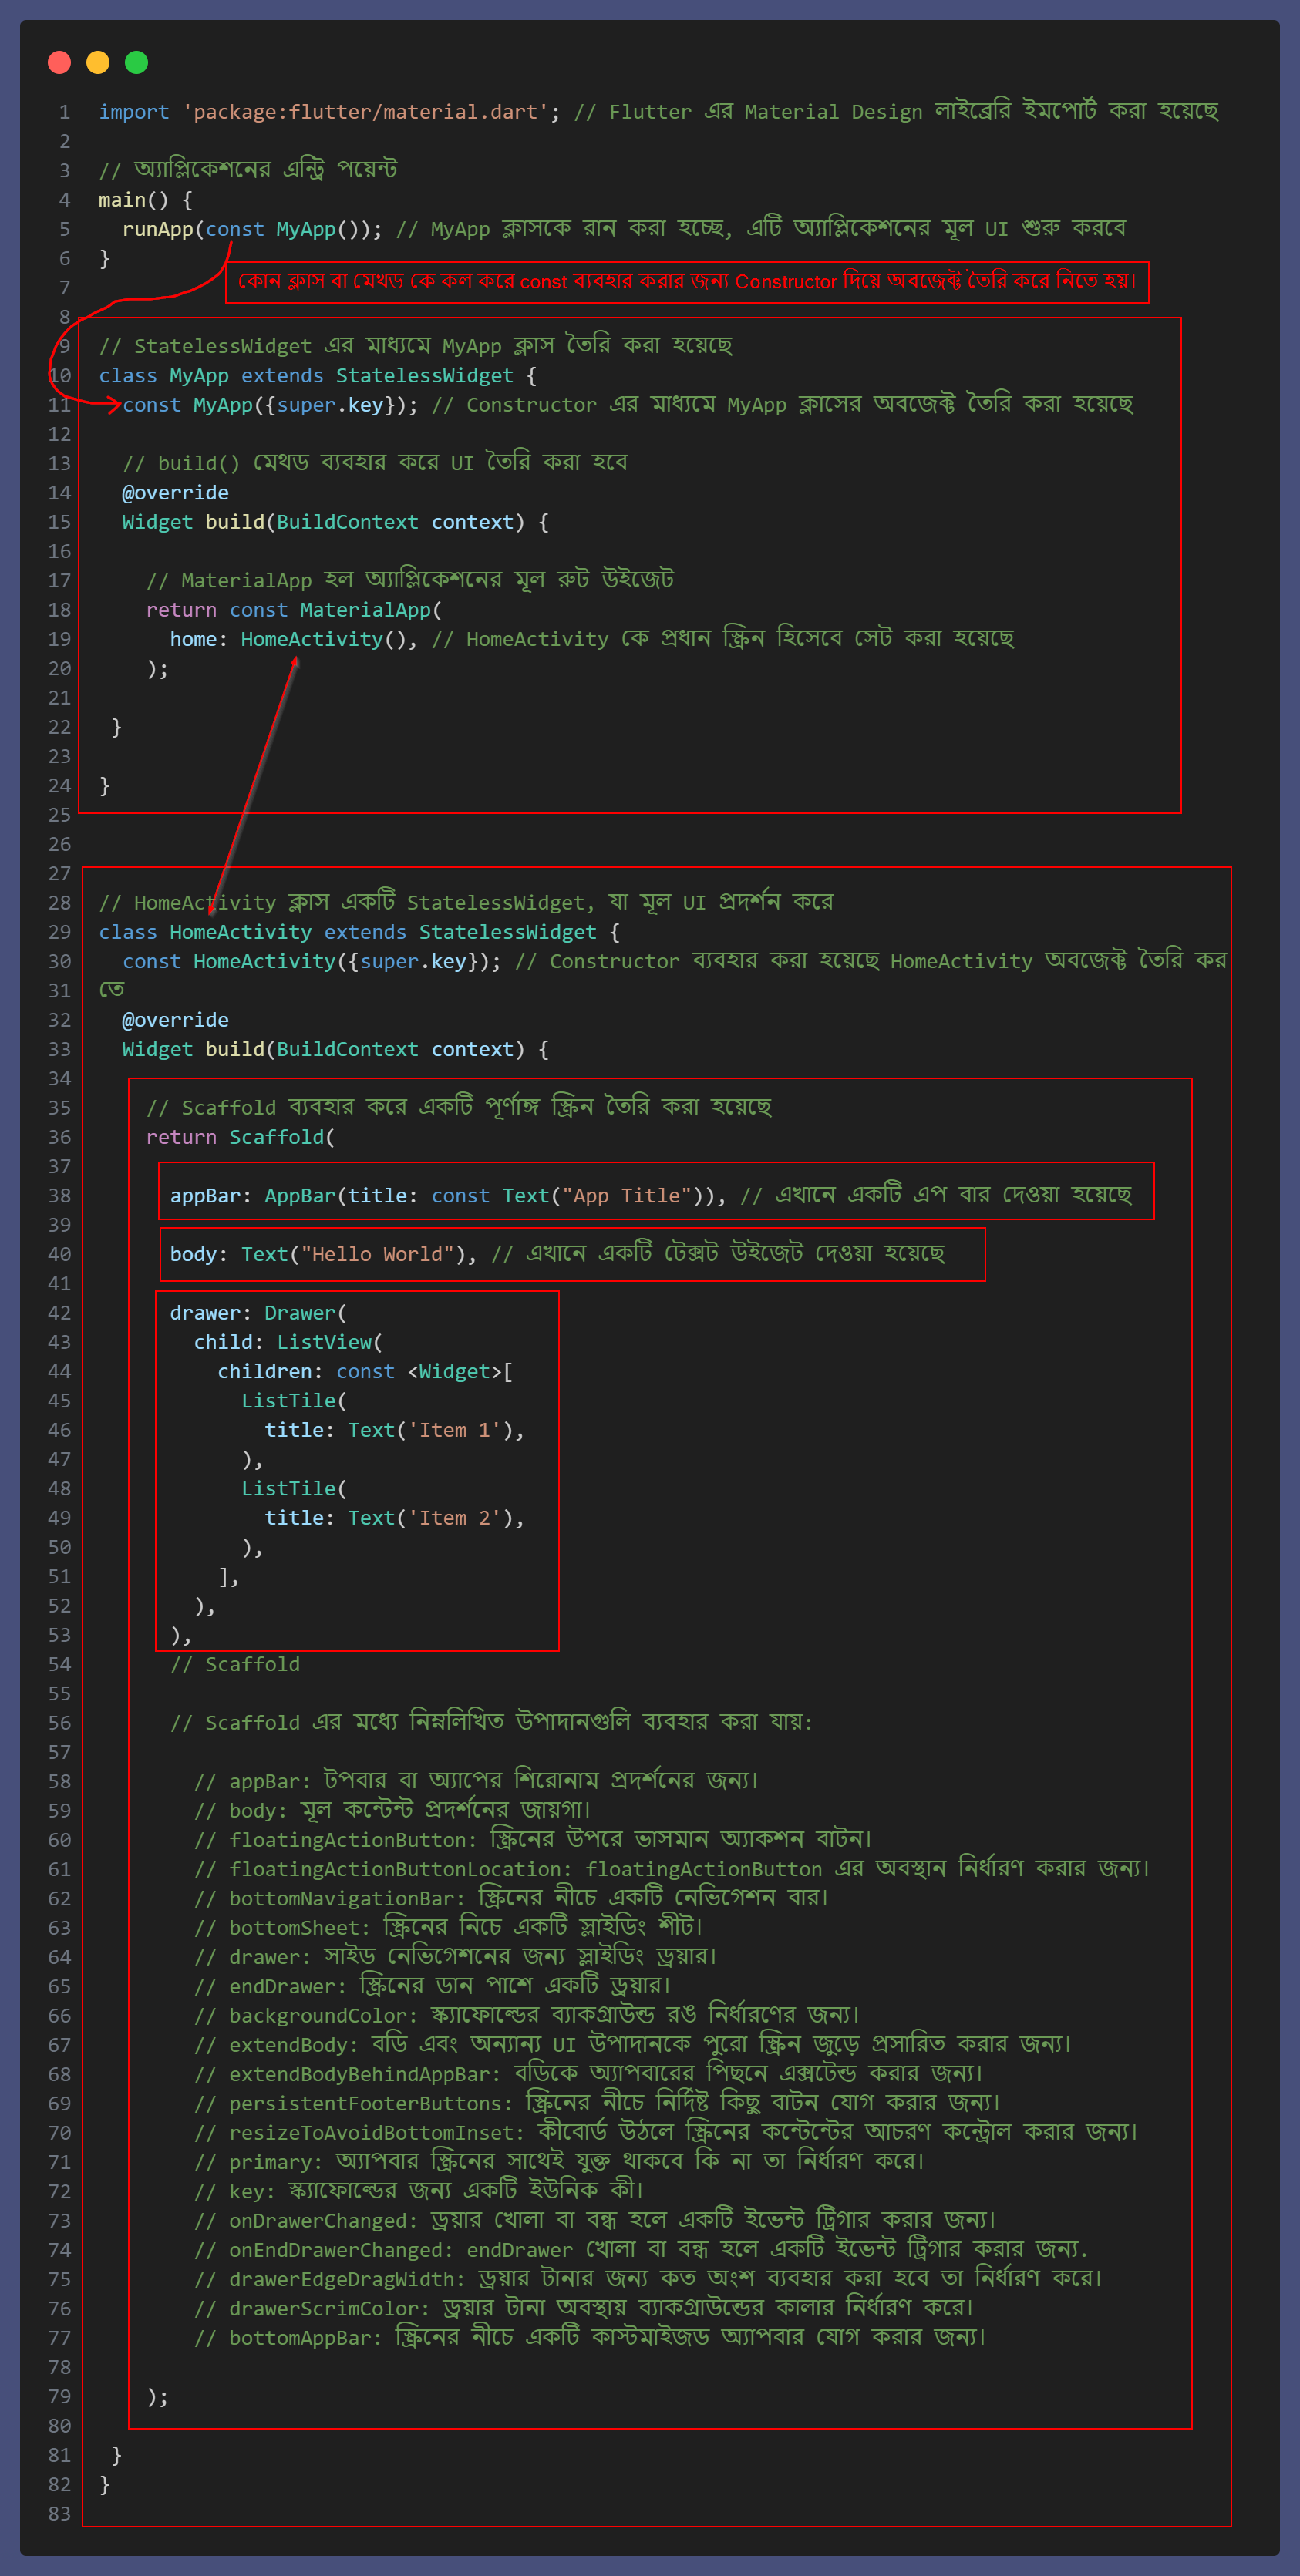 1 import 'package:flutter/material.dart'; // Flutter এর Material Design লাইব্রেরি ইমপোর্ট করা হয়েছে
2
3 // অ্যাপ্লিকেশনের এন্ট্রি পয়েন্ট
4 main() {
5 runApp(const MyApp()); // MyApp ক্লাসকে রান করা হচ্ছে, এটি অ্যাপ্লিকেশনের মূল UI শুরু করবে
6 }
কোন ক্লাস বা মেথড কে কল করে const ব্যবহার করার জন্য Constructor দিয়ে অবজেক্ট তৈরি করে নিতে হয়।
7
8
9 // StatelessWidget এর মাধ্যমে MyApp ক্লাস তৈরি করা হয়েছে
10 class MyApp extends StatelessWidget {
11 const MyApp({super.key}); // Constructor এর মাধ্যমে MyApp ক্লাসের অবজেক্ট তৈরি করা হয়েছে
12
13 // build() মেথড ব্যবহার করে UI তৈরি করা হবে
14 @override
15 Widget build(BuildContext context) {
16
17 // MaterialApp হল অ্যাপ্লিকেশনের মূল রুট উইজেট
18 return const MaterialApp(
19 home: HomeActivity(), // HomeActivity কে প্রধান স্ক্রিন হিসেবে সেট করা হয়েছে
20 );
21
22 }
23
24 }
25
26
27
28 // HomeActivity ক্লাস একটি StatelessWidget, যা মূল UI প্রদর্শন করে
29 class HomeActivity extends StatelessWidget {
30 const HomeActivity({super.key}); // Constructor ব্যবহার করা হয়েছে HomeActivity অবজেক্ট তৈরি কর
31 তে
32 @override
33 Widget build(BuildContext context) {
34
35 // Scaffold ব্যবহার করে একটি পূর্ণাঙ্গ স্ক্রিন তৈরি করা হয়েছে
36 return Scaffold(
37
38 appBar: AppBar(title: const Text("App Title")), // এখানে একটি এপ বার দেওয়া হয়েছে
39
40 body: Text("Hello World"), // এখানে একটি টেক্সট উইজেট দেওয়া হয়েছে
41
42 drawer: Drawer(
43 child: ListView(
44 children: const <Widget>[
45 ListTile(
46 title: Text('Item 1'),
47 ),
48 ListTile(
49 title: Text('Item 2'),
50 ),
51 ],
52 ),
53 ),
54 // Scaffold
55
56 // Scaffold এর মধ্যে নিম্নলিখিত উপাদানগুলি ব্যবহার করা যায়:
57
58 // appBar: টপবার বা অ্যাপের শিরোনাম প্রদর্শনের জন্য।
59 // body: মূল কন্টেন্ট প্রদর্শনের জায়গা।
60 // floatingActionButton: স্ক্রিনের উপরে ভাসমান অ্যাকশন বাটন।
61 // floatingActionButtonLocation: floatingActionButton এর অবস্থান নির্ধারণ করার জন্য।
62 // bottomNavigationBar: স্ক্রিনের নীচে একটি নেভিগেশন বার।
63 // bottomSheet: স্ক্রিনের নিচে একটি স্লাইডিং শীট।
64 // drawer: সাইড নেভিগেশনের জন্য স্লাইডিং ড্রয়ার।
65 // endDrawer: স্ক্রিনের ডান পাশে একটি ড্রয়ার।
66 // backgroundColor: স্ক্যাফোল্ডের ব্যাকগ্রাউন্ড রঙ নির্ধারণের জন্য।
67 // extendBody: বডি এবং অন্যান্য UI উপাদানকে পুরো স্ক্রিন জুড়ে প্রসারিত করার জন্য।
68 // extendBodyBehindAppBar: বডিকে অ্যাপবারের পিছনে এক্সটেন্ড করার জন্য।
69 // persistentFooterButtons: স্ক্রিনের নীচে নির্দিষ্ট কিছু বাটন যোগ করার জন্য।
70 // resizeToAvoidBottomInset: কীবোর্ড উঠলে স্ক্রিনের কন্টেন্টের আচরণ কন্ট্রোল করার জন্য।
71 // primary: অ্যাপবার স্ক্রিনের সাথেই যুক্ত থাকবে কি না তা নির্ধারণ করে।
72 // key: স্ক্যাফোল্ডের জন্য একটি ইউনিক কী।
73 // onDrawerChanged: ড্রয়ার খোলা বা বন্ধ হলে একটি ইভেন্ট ট্রিগার করার জন্য।
74 // onEndDrawerChanged: endDrawer খোলা বা বন্ধ হলে একটি ইভেন্ট ট্রিগার করার জন্য.
75 // drawerEdgeDragWidth: ড্রয়ার টানার জন্য কত অংশ ব্যবহার করা হবে তা নির্ধারণ করে।
76 // drawerScrimColor: ড্রয়ার টানা অবস্থায় ব্যাকগ্রাউন্ডের কালার নির্ধারণ করে।
77 // bottomAppBar: স্ক্রিনের নীচে একটি কাস্টমাইজড অ্যাপবার যোগ করার জন্য।
78
79 );
80
81 }
82 }
83